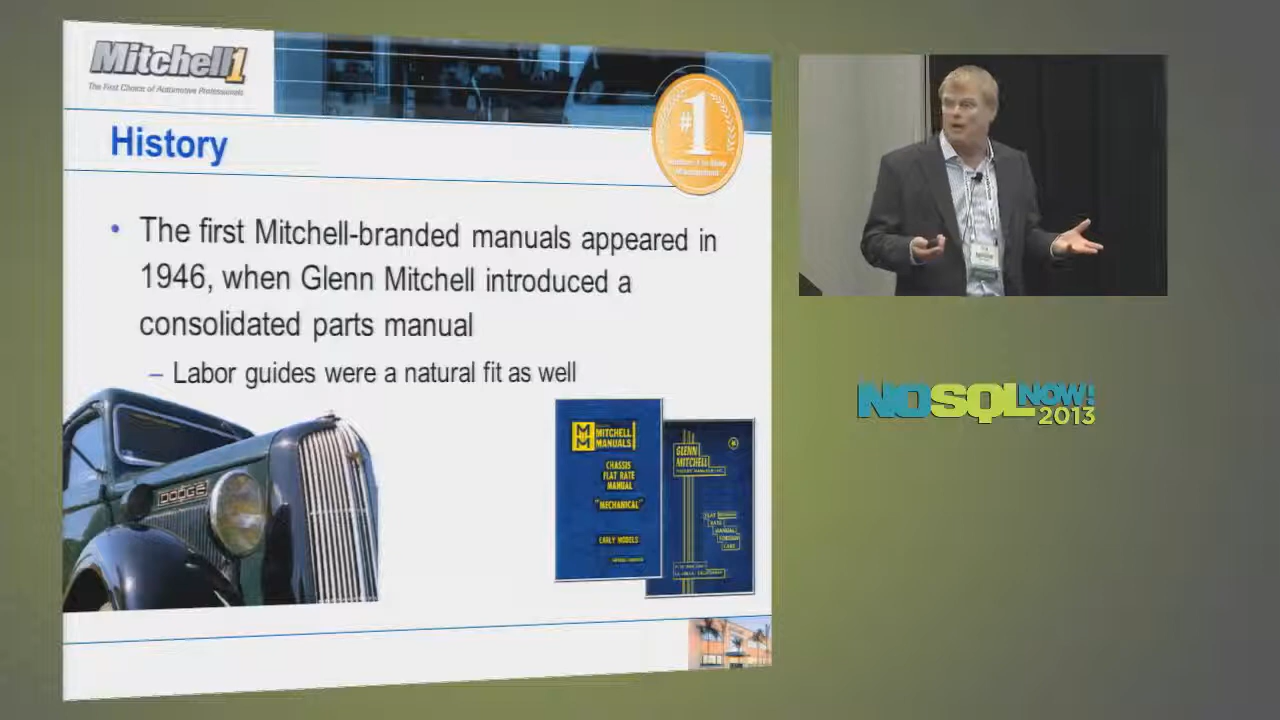 Mitchell1
The First Choice of Automotive Professionals
#1
History
• The first Mitchell-branded manuals appeared in
1946, when Glenn Mitchell introduced a
consolidated parts manual
– Labor guides were a natural fit as well
DODGE
MITCHELL
MANUALS
CHASSIS
FLAT RATE
MANUAL
"MECHANICAL"
EARLY MODELS
GLENN
MITCHELL
NOSQLNOW!
2013